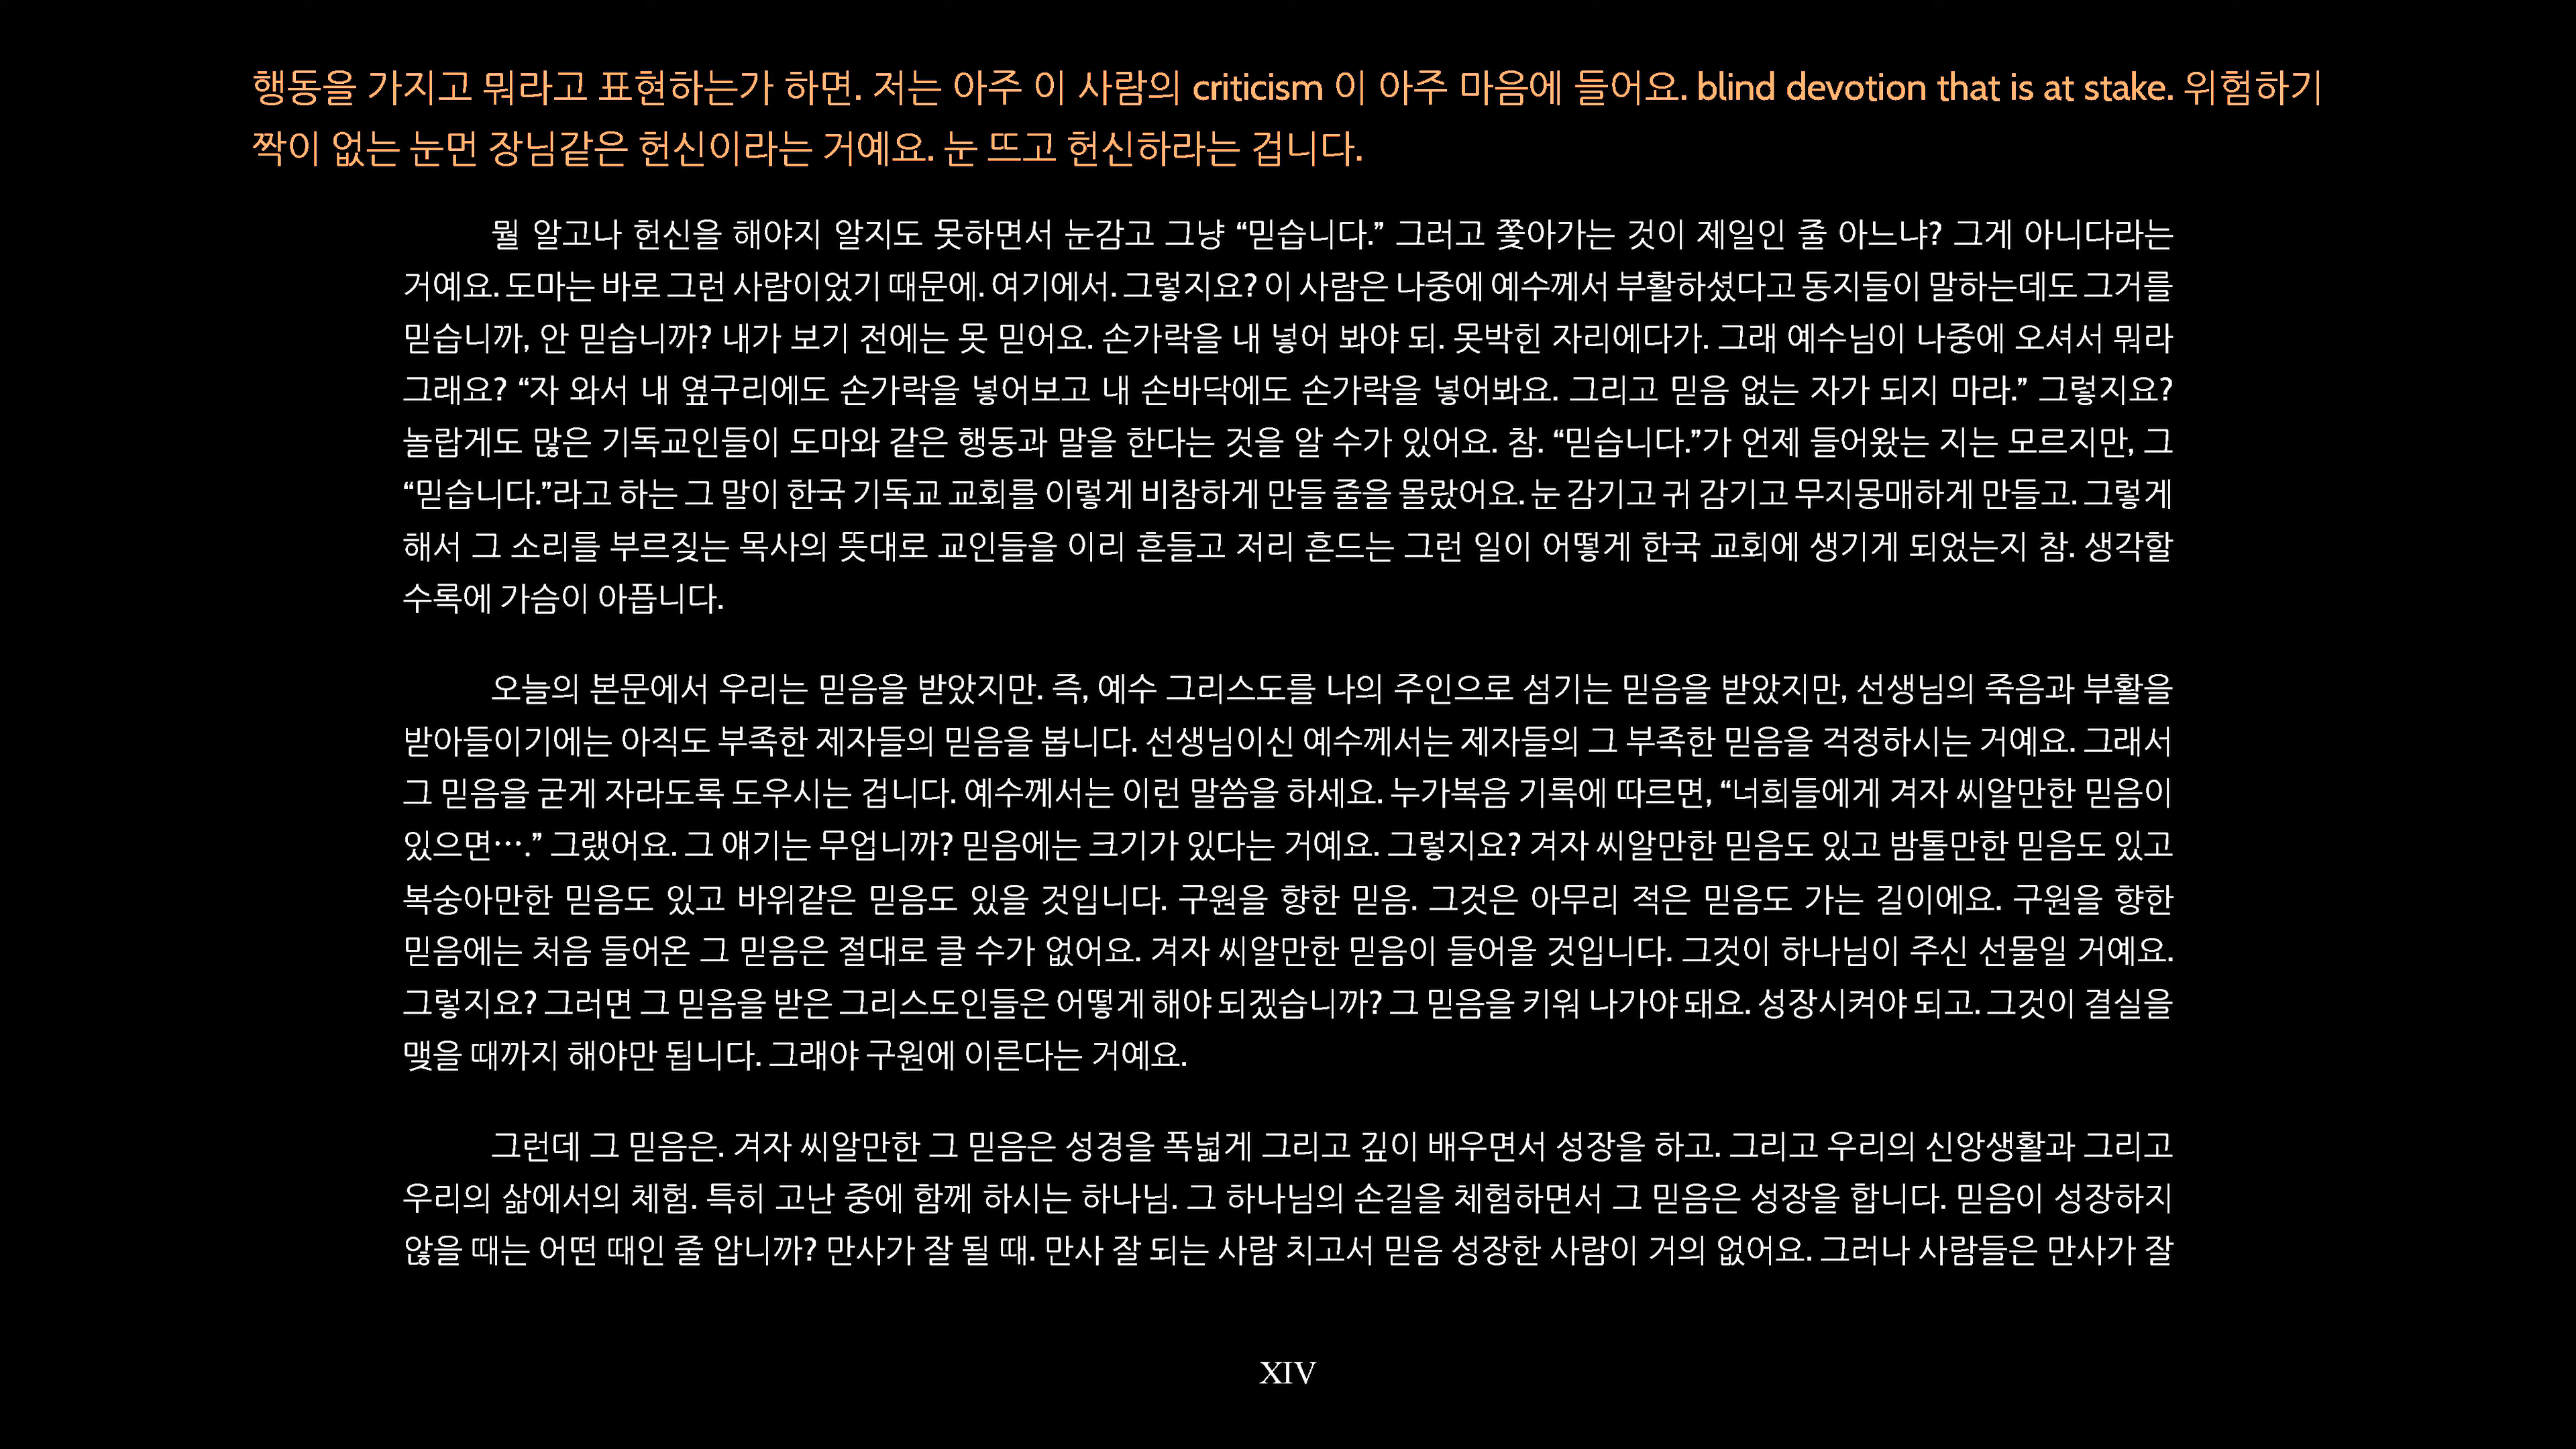 행동을 가지고 뭐라고 표현하는가 하면. 저는 아주 이 사람의 criticism 이 아주 마음에 들어요. blind devotion that is at stake. 위험하기
짝이 없는 눈먼 장님같은 헌신이라는 거예요. 눈 뜨고 헌신하라는 겁니다.
뭘 알고나 헌신을 해야지 알지도 못하면서 눈감고 그냥 “믿습니다.” 그러고 쫓아가는 것이 제일인 줄 아느냐? 그게 아니다라는
거예요. 도마는 바로 그런 사람이었기 때문에. 여기에서. 그렇지요? 이 사람은 나중에 예수께서 부활하셨다고 동지들이 말하는데도 그거를
믿습니까, 안 믿습니까? 내가 보기 전에는 못 믿어요. 손가락을 내 넣어 봐야 되. 못박힌 자리에다가. 그래 예수님이 나중에 오셔서 뭐라
그래요? “자 와서 내 옆구리에도 손가락을 넣어보고 내 손바닥에도 손가락을 넣어봐요. 그리고 믿음 없는 자가 되지 마라.” 그렇지요?
놀랍게도 많은 기독교인들이 도마와 같은 행동과 말을 한다는 것을 알 수가 있어요. 참. “믿습니다.”가 언제 들어왔는 지는 모르지만, 그
“믿습니다.”라고 하는 그 말이 한국 기독교 교회를 이렇게 비참하게 만들 줄을 몰랐어요. 눈 감기고 귀 감기고 무지몽매하게 만들고. 그렇게
해서 그 소리를 부르짖는 목사의 뜻대로 교인들을 이리 흔들고 저리 흔드는 그런 일이 어떻게 한국 교회에 생기게 되었는지 참. 생각할
수록에 가슴이 아픕니다.
오늘의 본문에서 우리는 믿음을 받았지만. 즉, 예수 그리스도를 나의 주인으로 섬기는 믿음을 받았지만, 선생님의 죽음과 부활을
받아들이기에는 아직도 부족한 제자들의 믿음을 봅니다. 선생님이신 예수께서는 제자들의 그 부족한 믿음을 걱정하시는 거예요. 그래서
그 믿음을 굳게 자라도록 도우시는 겁니다. 예수께서는 이런 말씀을 하세요. 누가복음 기록에 따르면, “너희들에게 겨자 씨알만한 믿음이
있으면….” 그랬어요. 그 얘기는 무업니까? 믿음에는 크기가 있다는 거예요. 그렇지요? 겨자 씨알만한 믿음도 있고 밤톨만한 믿음도 있고
복숭아만한 믿음도 있고 바위같은 믿음도 있을 것입니다. 구원을 향한 믿음. 그것은 아무리 적은 믿음도 가는 길이에요. 구원을 향한
믿음에는 처음 들어온 그 믿음은 절대로 클 수가 없어요. 겨자 씨알만한 믿음이 들어올 것입니다. 그것이 하나님이 주신 선물일 거예요.
그렇지요? 그러면 그 믿음을 받은 그리스도인들은 어떻게 해야 되겠습니까? 그 믿음을 키워 나가야 돼요. 성장시켜야 되고. 그것이 결실을
맺을 때까지 해야만 됩니다. 그래야 구원에 이른다는 거예요.
그런데 그 믿음은. 겨자 씨알만한 그 믿음은 성경을 폭넓게 그리고 깊이 배우면서 성장을 하고. 그리고 우리의 신앙생활과 그리고
우리의 삶에서의 체험. 특히 고난 중에 함께 하시는 하나님. 그 하나님의 손길을 체험하면서 그 믿음은 성장을 합니다. 믿음이 성장하지
않을 때는 어떤 때인 줄 압니까? 만사가 잘 될 때. 만사 잘 되는 사람 치고서 믿음 성장한 사람이 거의 없어요. 그러나 사람들은 만사가 잘
XIV